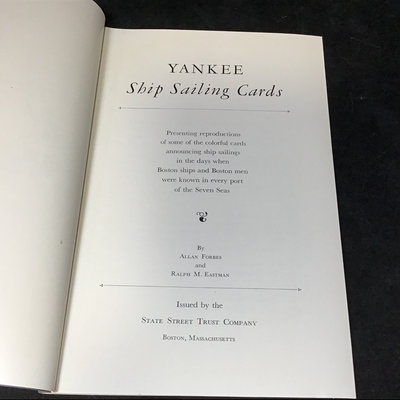 YANKEE
Ship Sailing Cards
Presenting reproductions
of some of the colorful cards
announcing ship sailings
in the days when
Boston ships and Boston men
were known in every port
of the Seven Seas
By
Allan Forbes
and
Ralph M. Eastman
Issued by the
State Street Trust Company
Boston, Massachusetts